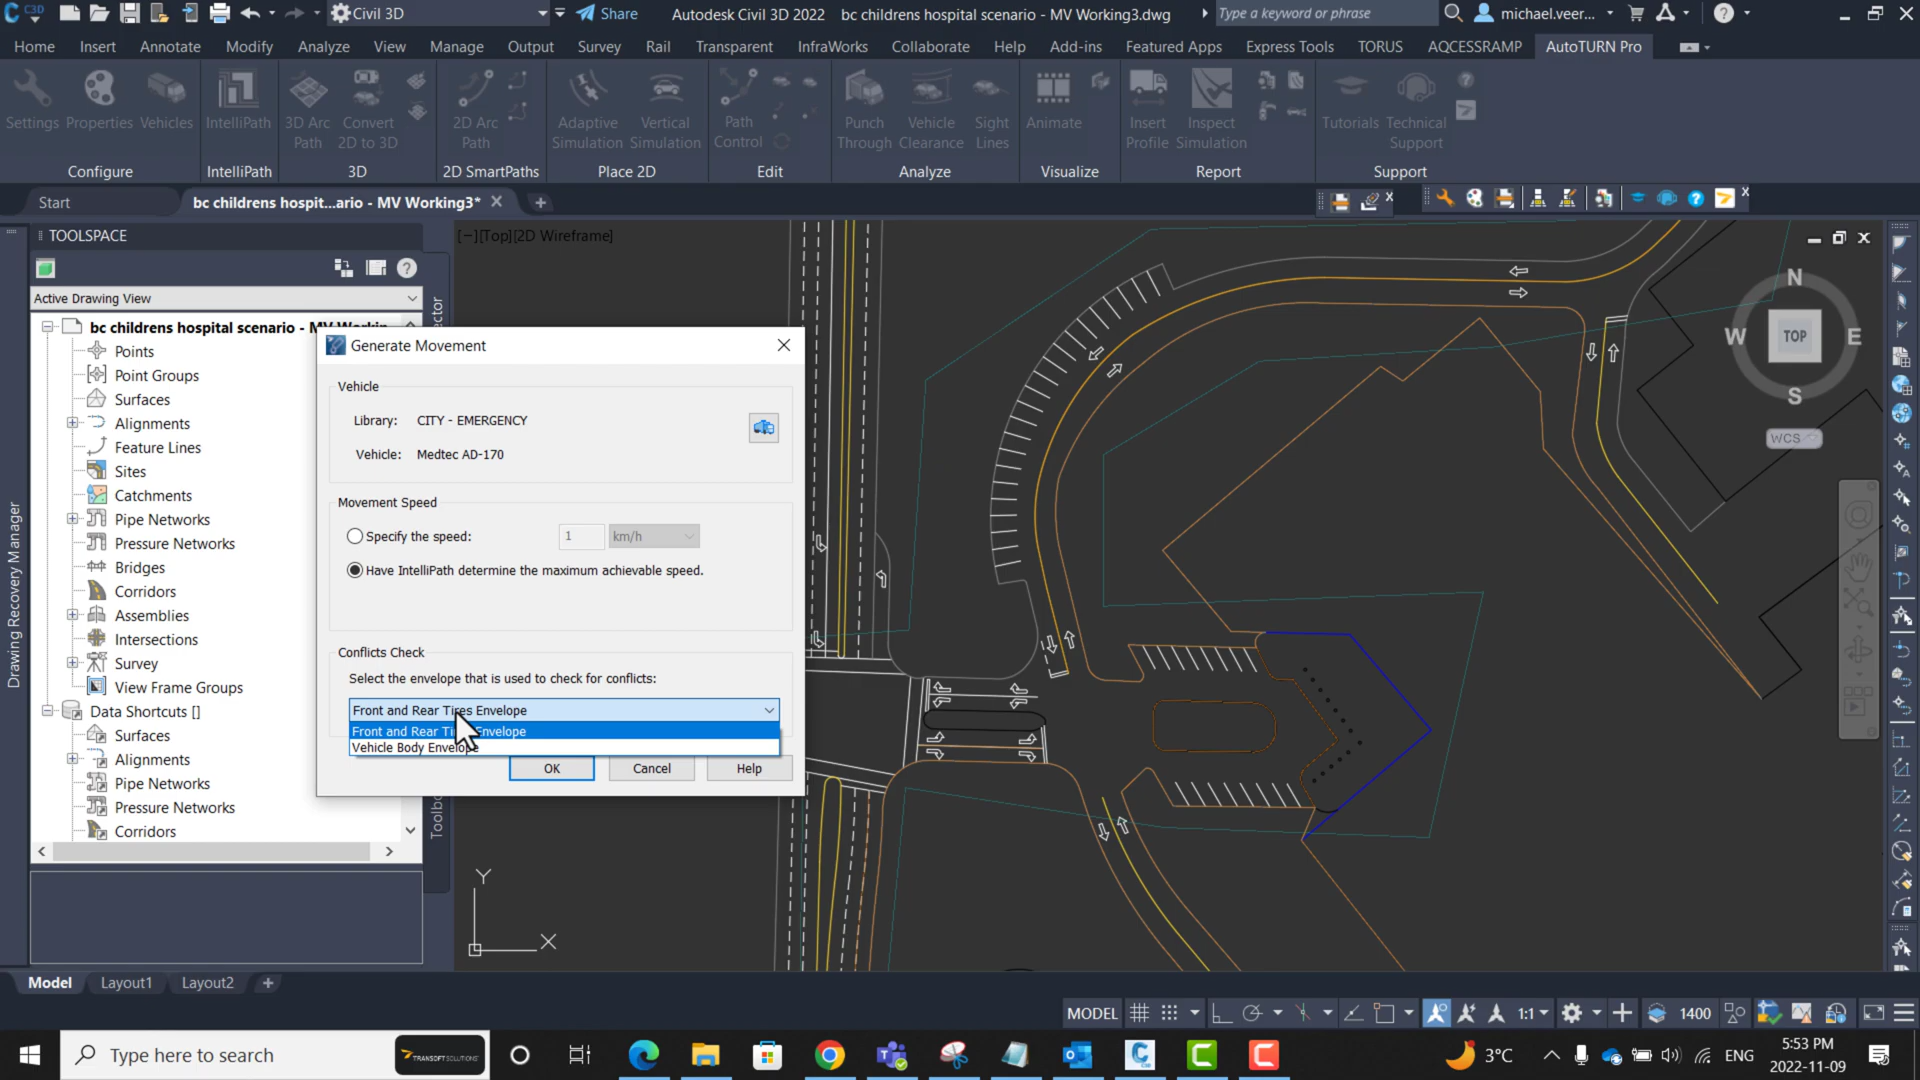 C3D
Civil 3D
Share
Autodesk Civil 3D 2022
bc childrens hospital scenario - MV Working3.dwg
Type a keyword or phrase
michael.veer...
Home
Insert
Annotate
Modify
Analyze
View
Manage
Output
Survey
Rail
Transparent
InfraWorks
Collaborate
Help
Add-ins
Featured Apps
Express Tools
TORUS
AQCESSRAMP
AutoTURN Pro
Settings
Properties
Vehicles
IntelliPath
3D Arc
Path
Convert
2D to 3D
2D Arc
Path
Adaptive
Simulation
Vertical
Simulation
Path
Control
Punch
Through
Vehicle
Clearance
Sight
Lines
Animate
Insert
Profile
Inspect
Simulation
Tutorials
Technical
Support
Configure
IntelliPath
3D
2D SmartPaths
Place 2D
Edit
Analyze
Visualize
Report
Support
Start
bc childrens hospit...ario - MV Working3*
TOOLSPACE
[−][Top][2D Wireframe]
Active Drawing View
bc childrens hospital scenario - MV Workin
Points
Point Groups
Surfaces
Alignments
Feature Lines
Sites
Catchments
Pipe Networks
Pressure Networks
Bridges
Corridors
Assemblies
Intersections
Survey
View Frame Groups
Data Shortcuts []
Surfaces
Alignments
Pipe Networks
Pressure Networks
Corridors
Drawing Recovery Manager
Toolbo
Generate Movement
Vehicle
Library: CITY - EMERGENCY
Vehicle: Medtec AD-170
Movement Speed
Specify the speed: 1 km/h
Have IntelliPath determine the maximum achievable speed.
Conflicts Check
Select the envelope that is used to check for conflicts:
Front and Rear Tires Envelope
Front and Rear Ti Envelope
Vehicle Body Envelope
OK
Cancel
Help
N
W
TOP
E
S
WCS
Y
X
Model
Layout1
Layout2
MODEL
1:1
1400
Type here to search
TRANSOFT SOLUTIONS
3°C
ENG
5:53 PM
2022-11-09